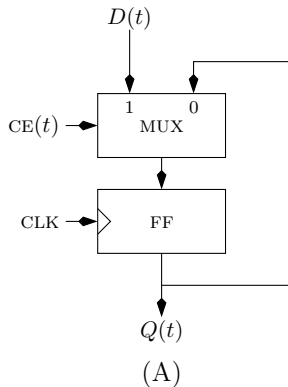 D(t)
1 0
CE(t) MUX
CLK FF
Q(t)
(A)